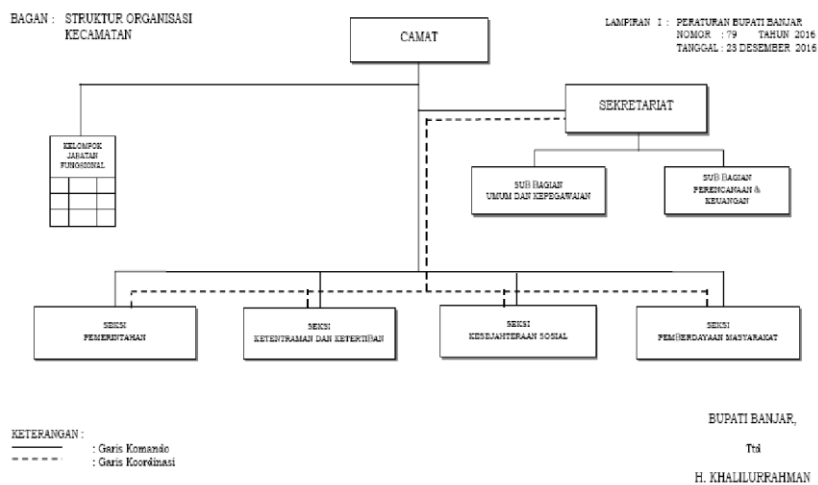 BAGAN : STRUKTUR ORGANISASI
KECAMATAN
LAMPIRAN I : PERATURAN BUPATI BANJAR
NOMOR : 79 TAHUN 2016
TANGGAL : 23 DESEMBER 2016
CAMAT
SEKRETARIAT
KELOMPOK
JABATAN
FUNGSIONAL
SUB BAGIAN
UMUM DAN KEPEGAWAIAN
SUB BAGIAN
PERENCANAAN &
KEUANGAN
SEKSI
PEMERINTAHAN
SEKSI
KETENTRAMAN DAN KETERTIBAN
SEKSI
KESEJAHTERAAN SOSIAL
SEKSI
PEMBERDAYAAN MASYARAKAT
KETERANGAN :
: Garis Komando
: Garis Koordinasi
BUPATI BANJAR,
Ttd
H. KHALILURRAHMAN